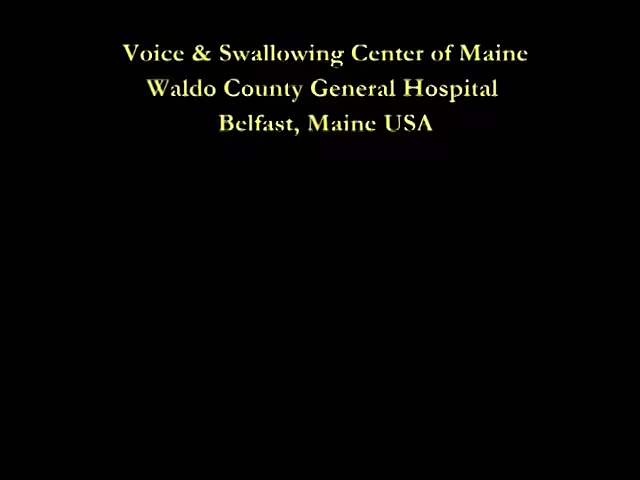 Voice & Swallowing Center of Maine
Waldo County General Hospital
Belfast, Maine USA